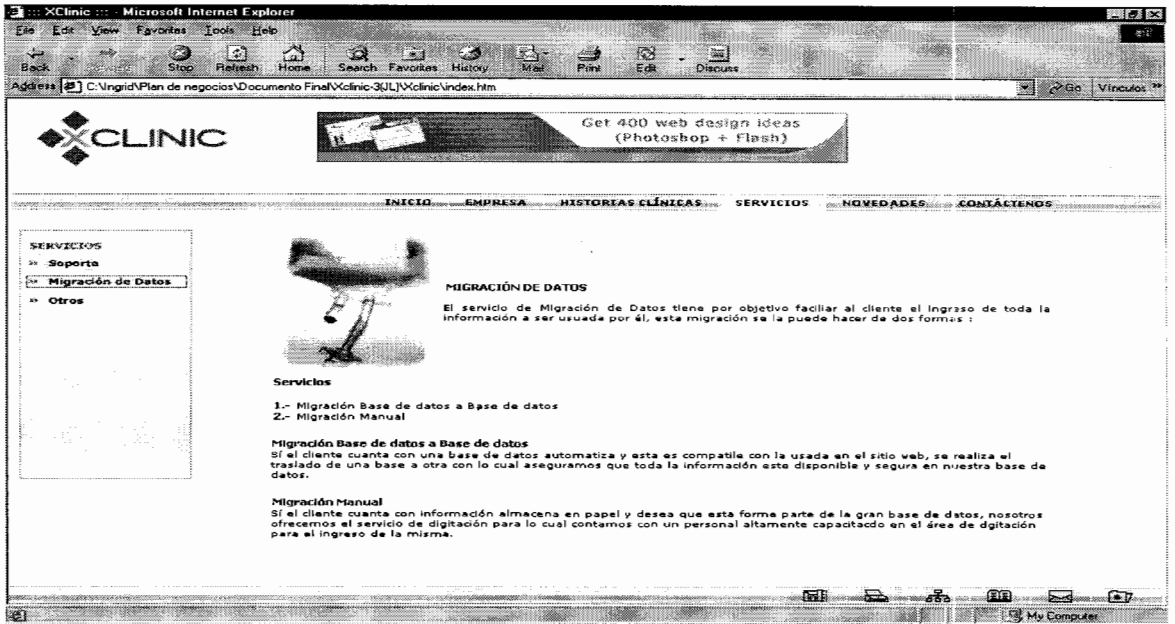 ::: XClinic ::: - Microsoft Internet Explorer
File Edit View Favorites Tools Help
Back Stop Refresh Home Search Favorites History Mail Print Edit Discuss
Address C:\Ingrid\Plan de negocios\Documento Final\Xclinic-3(JL)\Xclinic\index.htm Go Vínculos »
XCLINIC
Get 400 web design ideas
(Photoshop + Flash)
INICIO EMPRESA HISTORIAS CLÍNICAS SERVICIOS NOVEDADES CONTÁCTENOS
SERVICIOS
» Soporte
» Migración de Datos
» Otros
MIGRACIÓN DE DATOS
El servicio de Migración de Datos tiene por objetivo faciliar al cliente el ingreso de toda la
información a ser usuada por él, esta migración se la puede hacer de dos formas :
Servicios
1.- Migración Base de datos a Base de datos
2.- Migración Manual
Migración Base de datos a Base de datos
Sí el cliente cuanta con una base de datos automatiza y esta es compatile con la usada en el sitio web, se realiza el
traslado de una base a otra con lo cual aseguramos que toda la información este disponible y segura en nuestra base de
datos.
Migración Manual
Sí el cliente cuanta con información almacena en papel y desea que esta forme parte de la gran base de datos, nosotros
ofrecemos el servicio de digitación para lo cual contamos con un personal altamente capacitacdo en el área de dgitación
para el ingreso de la misma.
My Computer